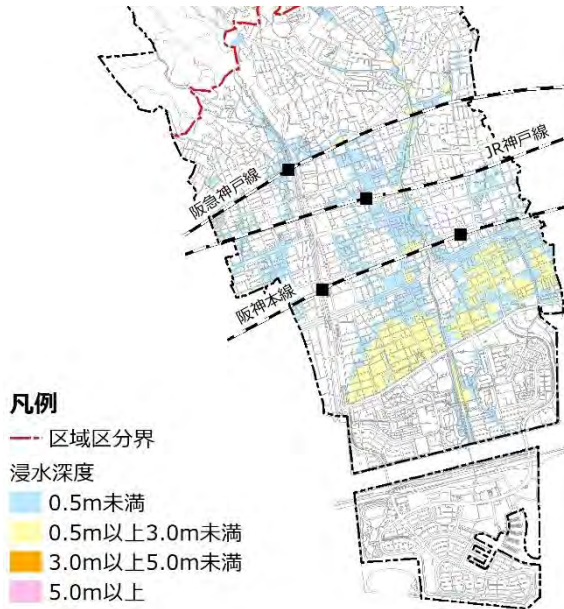 JR神戸線
阪急神戸線
阪神本線
凡例
区域区分界
浸水深度
0.5m未満
0.5m以上3.0m未満
3.0m以上5.0m未満
5.0m以上